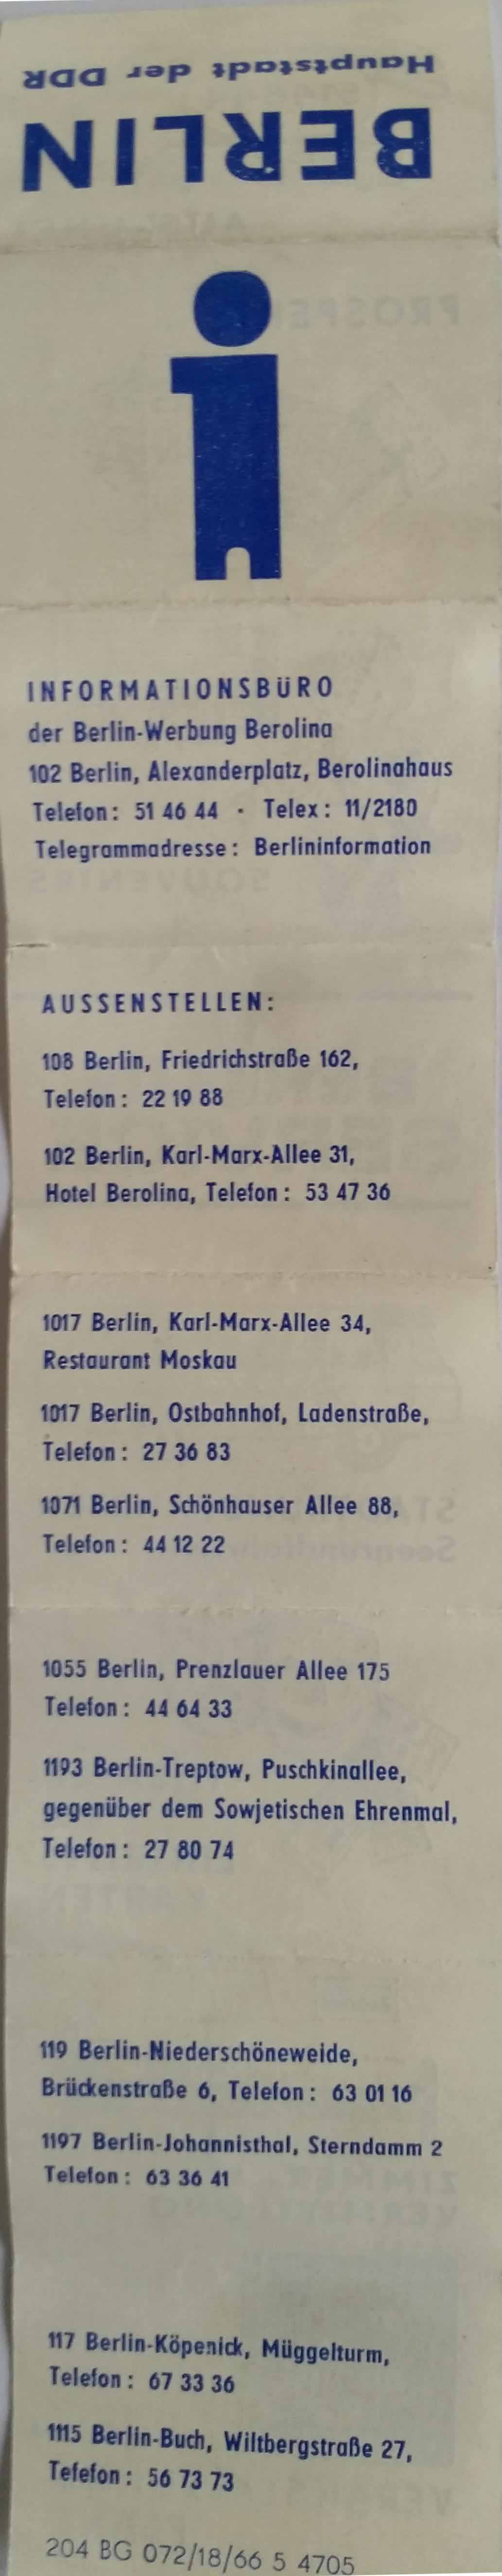 Hauptstadt der DDR
BERLIN
i
INFORMATIONSBÜRO
der Berlin-Werbung Berolina
102 Berlin, Alexanderplatz, Berolinahaus
Telefon: 51 46 44 · Telex: 11/2180
Telegrammadresse: Berlininformation
AUSSENSTELLEN:
108 Berlin, Friedrichstraße 162,
Telefon: 22 19 88
102 Berlin, Karl-Marx-Allee 31,
Hotel Berolina, Telefon: 53 47 36
1017 Berlin, Karl-Marx-Allee 34,
Restaurant Moskau
1017 Berlin, Ostbahnhof, Ladenstraße,
Telefon: 27 36 83
1071 Berlin, Schönhauser Allee 88,
Telefon: 44 12 22
1055 Berlin, Prenzlauer Allee 175
Telefon: 44 64 33
1193 Berlin-Treptow, Puschkinallee,
gegenüber dem Sowjetischen Ehrenmal,
Telefon: 27 80 74
119 Berlin-Niederschöneweide,
Brückenstraße 6, Telefon: 63 01 16
1197 Berlin-Johannisthal, Sterndamm 2
Telefon: 63 36 41
117 Berlin-Köpenick, Müggelturm,
Telefon: 67 33 36
1115 Berlin-Buch, Wiltbergstraße 27,
Tefefon: 56 73 73
204 BG 072/18/66 5 4705